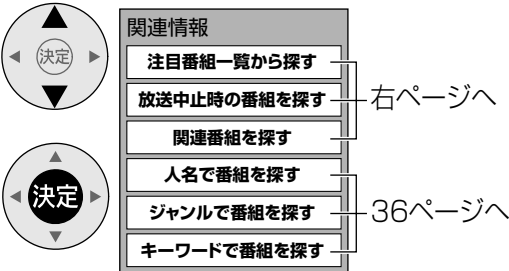 決定
決定
関連情報
注目番組一覧から探す
放送中止時の番組を探す
関連番組を探す
右ページへ
人名で番組を探す
ジャンルで番組を探す
キーワードで番組を探す
36ページへ